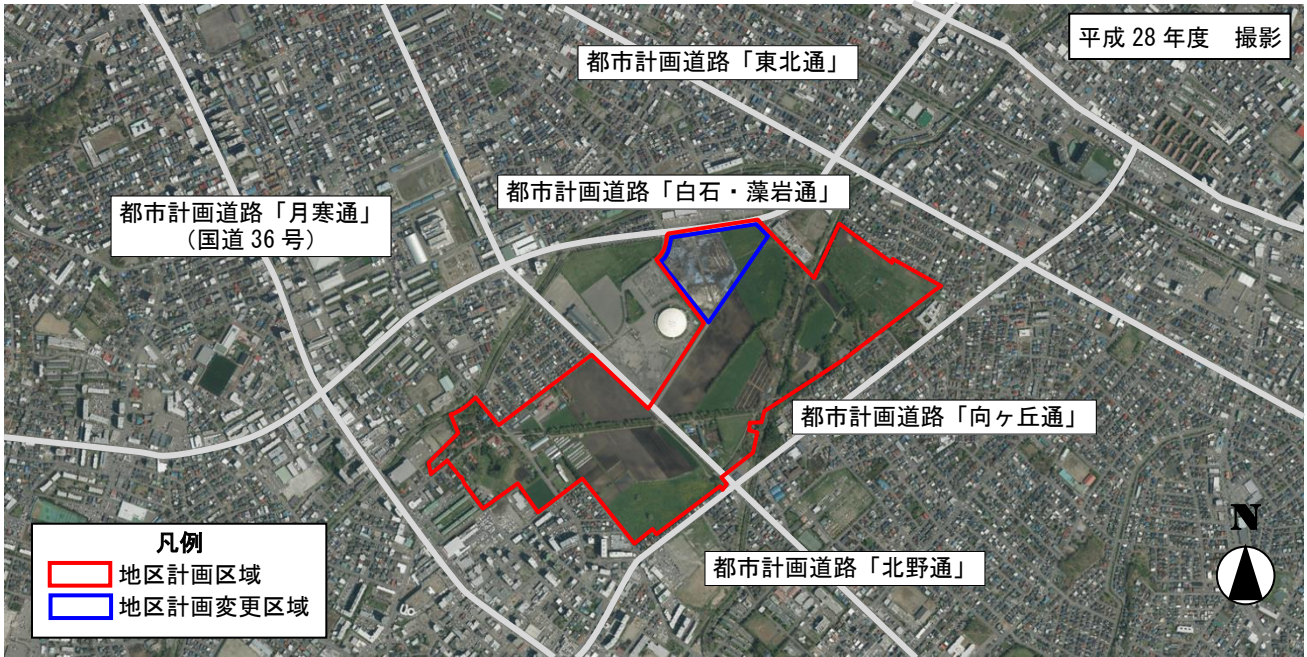 平成 28 年度　撮影
都市計画道路「東北通」
都市計画道路「白石・藻岩通」
都市計画道路「月寒通」
（国道 36 号）
都市計画道路「向ヶ丘通」
都市計画道路「北野通」
凡例
地区計画区域
地区計画変更区域
N